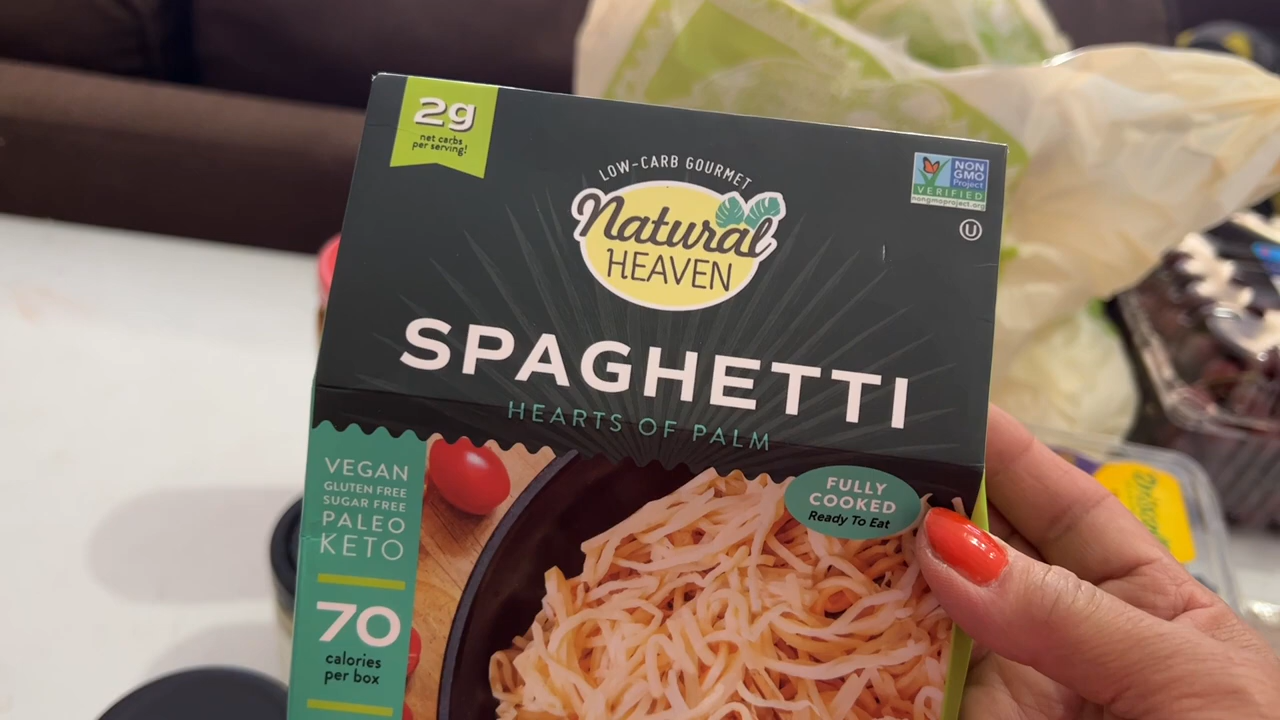 2g
net carbs
per serving!
LOW-CARB GOURMET
Natural
HEAVEN
NON
GMO
Project
VERIFIED
nongmoproject.org
U
SPAGHETTI
HEARTS OF PALM
VEGAN
GLUTEN FREE
SUGAR FREE
PALEO
KETO
70
calories
per box
FULLY
COOKED
Ready To Eat